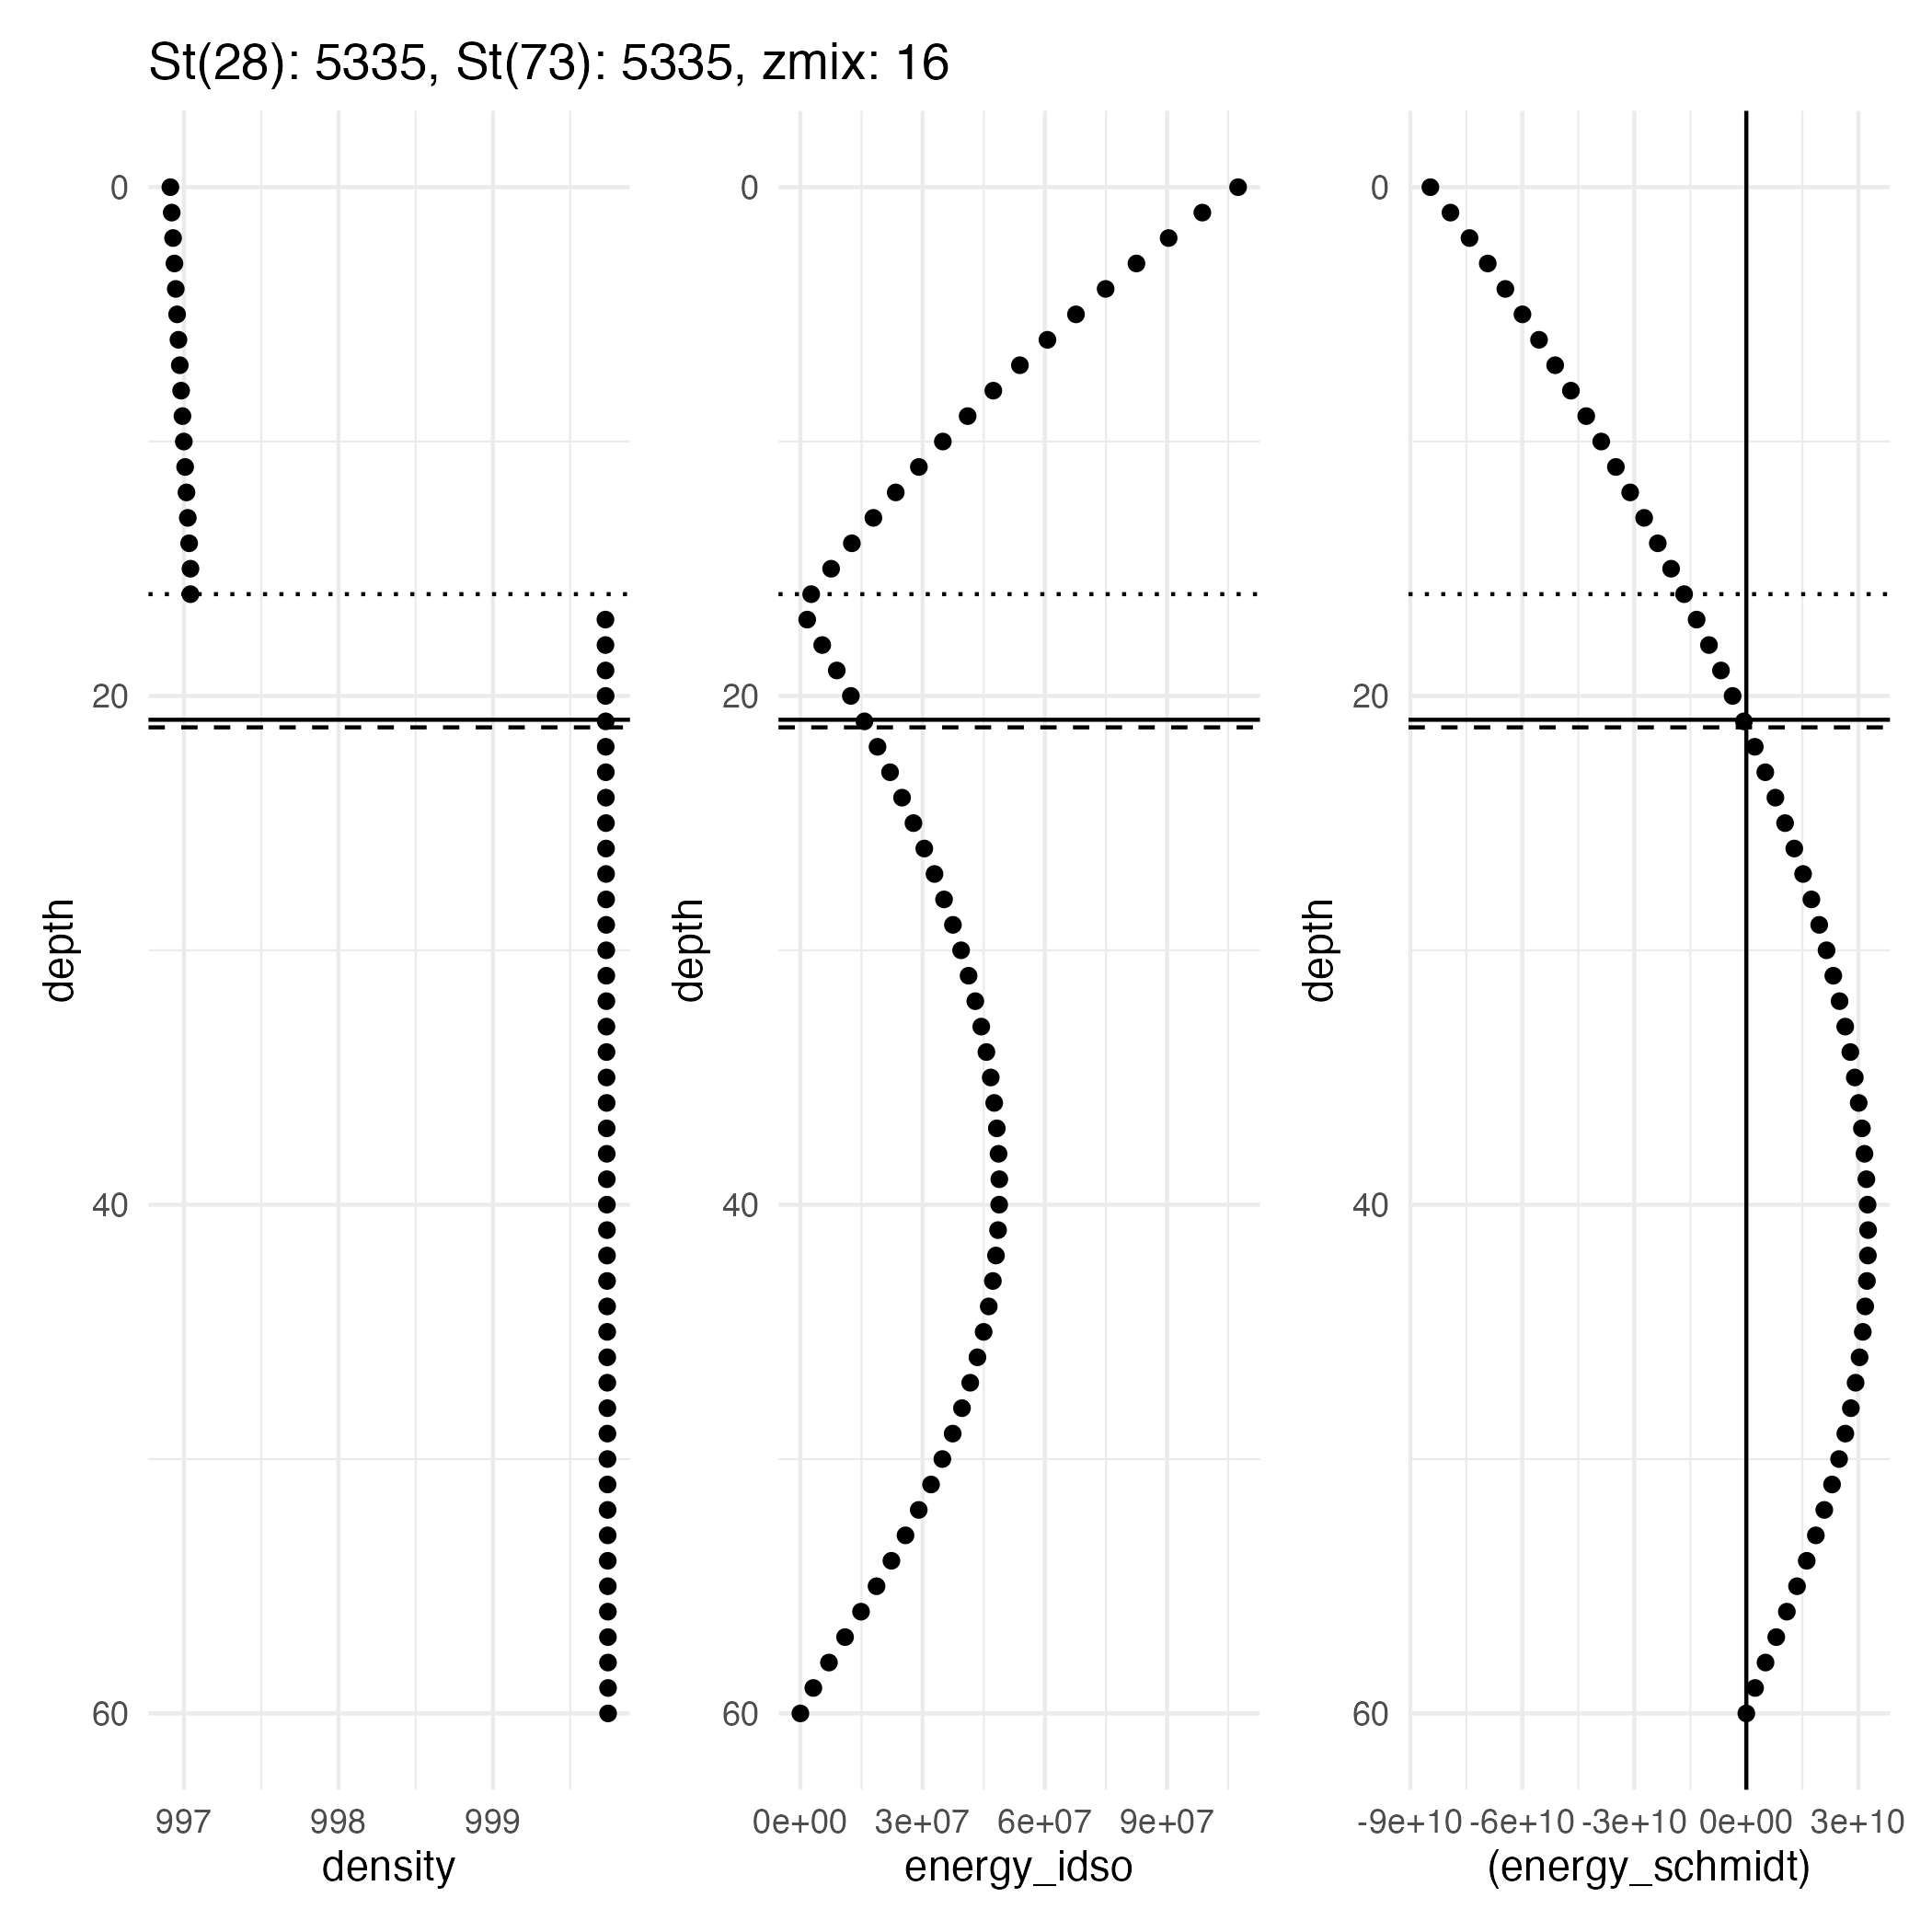 St(28): 5335, St(73): 5335, zmix: 16
0
20
40
60
depth
997 998 999
density
0
20
40
60
depth
0e+00 3e+07 6e+07 9e+07
energy_idso
0
20
40
60
depth
-9e+10 -6e+10 -3e+10 0e+00 3e+10
(energy_schmidt)